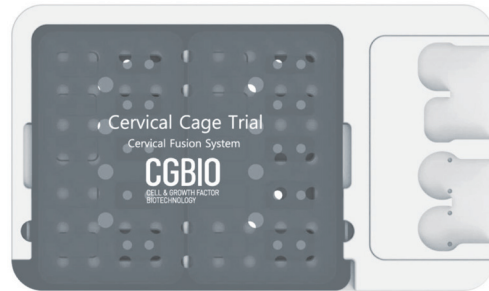 Cervical Cage Trial
Cervical Fusion System
CGBIO
CELL & GROWTH FACTOR
BIOTECHNOLOGY